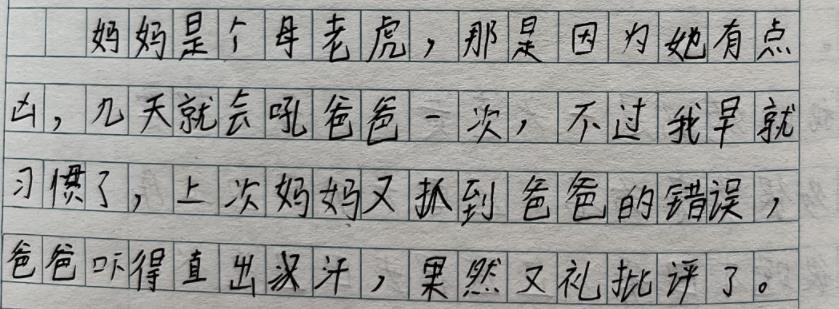 妈妈是个母老虎，那是因为她有点
凶，几天就会吼爸爸一次，不过我早就
习惯了，上次妈妈又抓到爸爸的错误，
爸爸吓得直出汗，果然又批评了。